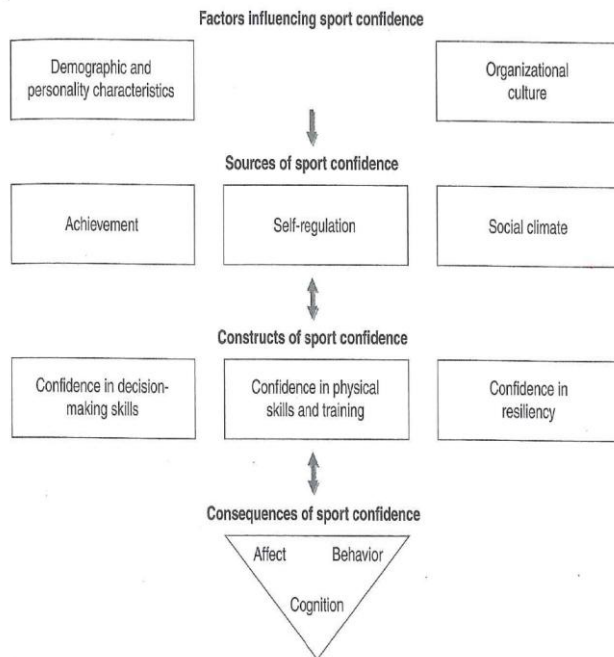 Factors influencing sport confidence
Demographic and
personality characteristics
Organizational
culture
Sources of sport confidence
Achievement
Self-regulation
Social climate
Constructs of sport confidence
Confidence in decision-
making skills
Confidence in physical
skills and training
Confidence in
resiliency
Consequences of sport confidence
Affect
Behavior
Cognition